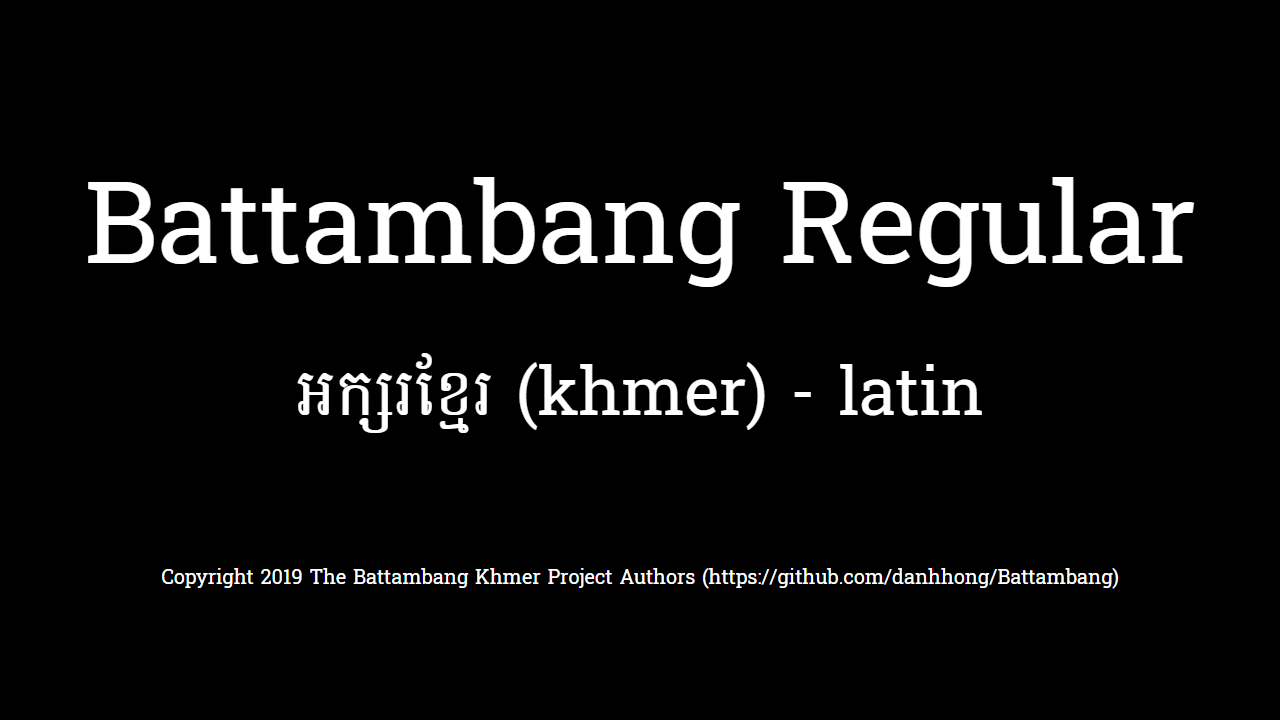 Battambang Regular
អក្សរខ្មែរ (khmer) - latin
Copyright 2019 The Battambang Khmer Project Authors (https://github.com/danhhong/Battambang)